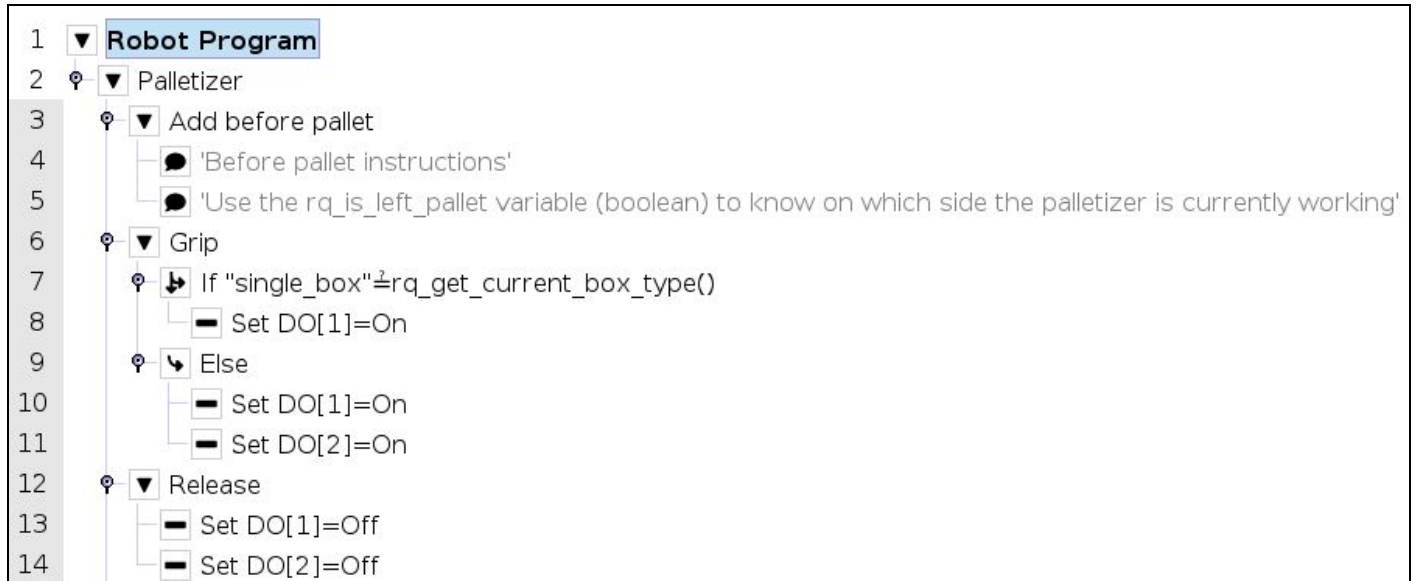 1 Robot Program
2 Palletizer
3 Add before pallet
4 'Before pallet instructions'
5 'Use the rq_is_left_pallet variable (boolean) to know on which side the palletizer is currently working'
6 Grip
7 If "single_box"≟rq_get_current_box_type()
8 Set DO[1]=On
9 Else
10 Set DO[1]=On
11 Set DO[2]=On
12 Release
13 Set DO[1]=Off
14 Set DO[2]=Off